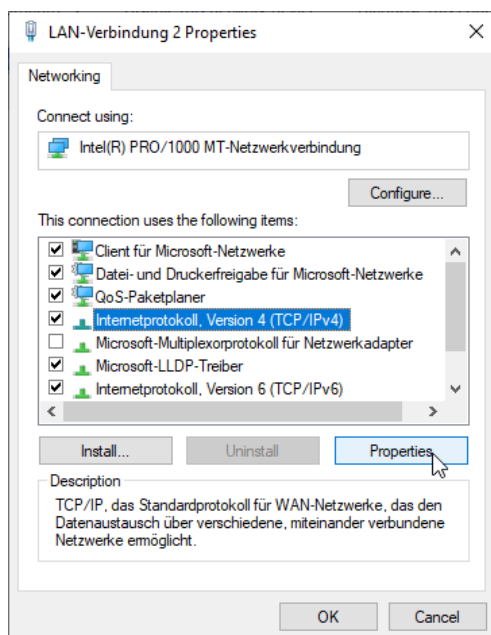 LAN-Verbindung 2 Properties
Networking
Connect using:
Intel(R) PRO/1000 MT-Netzwerkverbindung
Configure...
This connection uses the following items:
Client für Microsoft-Netzwerke
Datei- und Druckerfreigabe für Microsoft-Netzwerke
QoS-Paketplaner
Internetprotokoll, Version 4 (TCP/IPv4)
Microsoft-Multiplexorprotokoll für Netzwerkadapter
Microsoft-LLDP-Treiber
Internetprotokoll, Version 6 (TCP/IPv6)
Install... Uninstall Properties
Description
TCP/IP, das Standardprotokoll für WAN-Netzwerke, das den
Datenaustausch über verschiedene, miteinander verbundene
Netzwerke ermöglicht.
OK Cancel